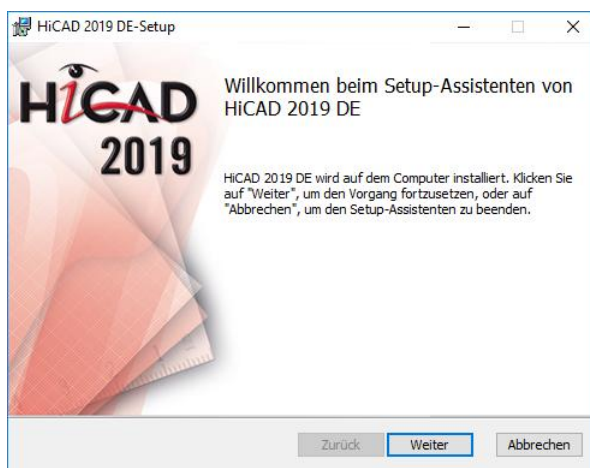 HiCAD 2019 DE-Setup
HiCAD
2019
Willkommen beim Setup-Assistenten von
HiCAD 2019 DE
HiCAD 2019 DE wird auf dem Computer installiert. Klicken Sie
auf "Weiter", um den Vorgang fortzusetzen, oder auf
"Abbrechen", um den Setup-Assistenten zu beenden.
Zurück Weiter Abbrechen